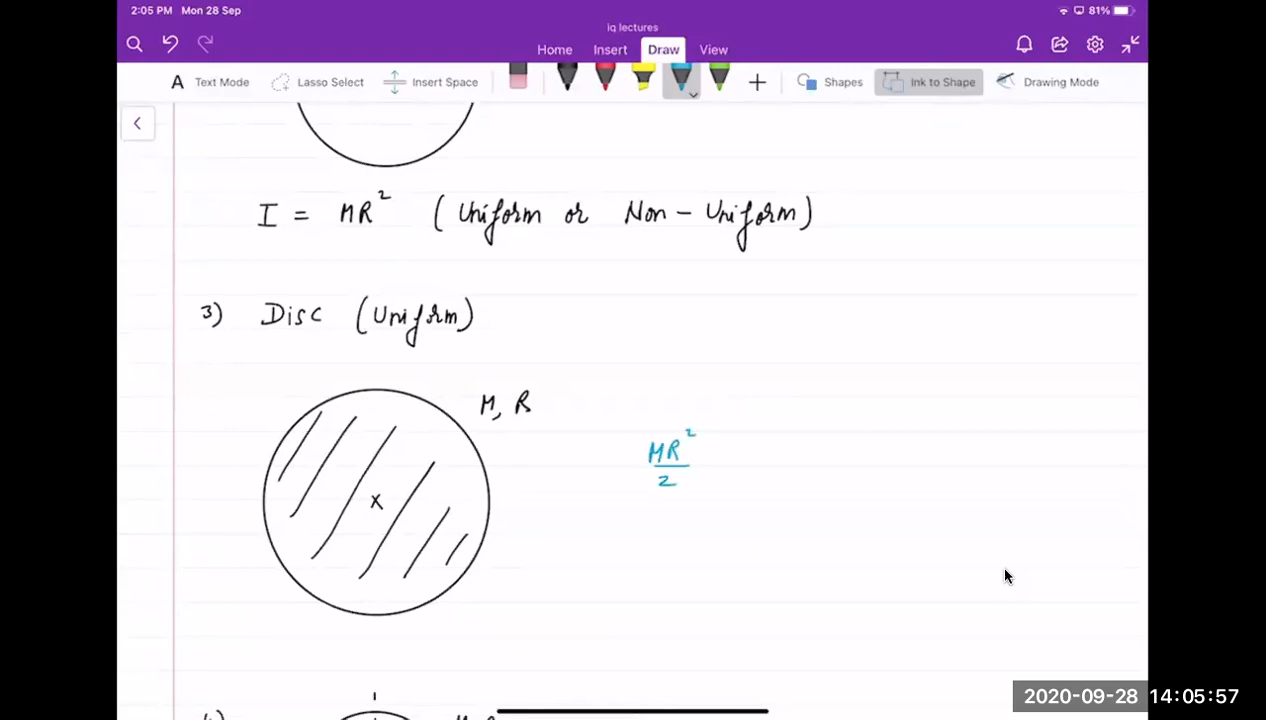 2:05 PM Mon 28 Sep
81%
iq lectures
Home Insert Draw View
Text Mode Lasso Select Insert Space Shapes Ink to Shape Drawing Mode
I = MR² (Uniform or Non - Uniform)
3) Disc (Uniform)
M, R
MR²
2
x
2020-09-28 14:05:57